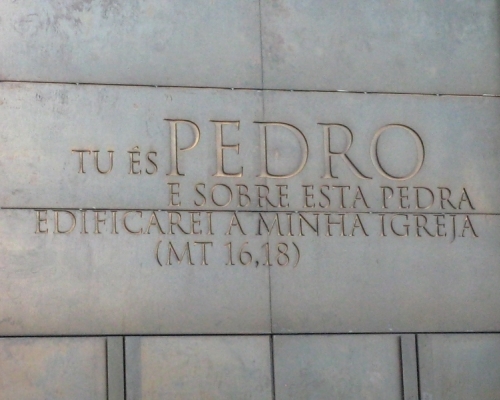 TU ÉS PEDRO
E SOBRE ESTA PEDRA
EDIFICAREI A MINHA IGREJA
(MT 16,18)